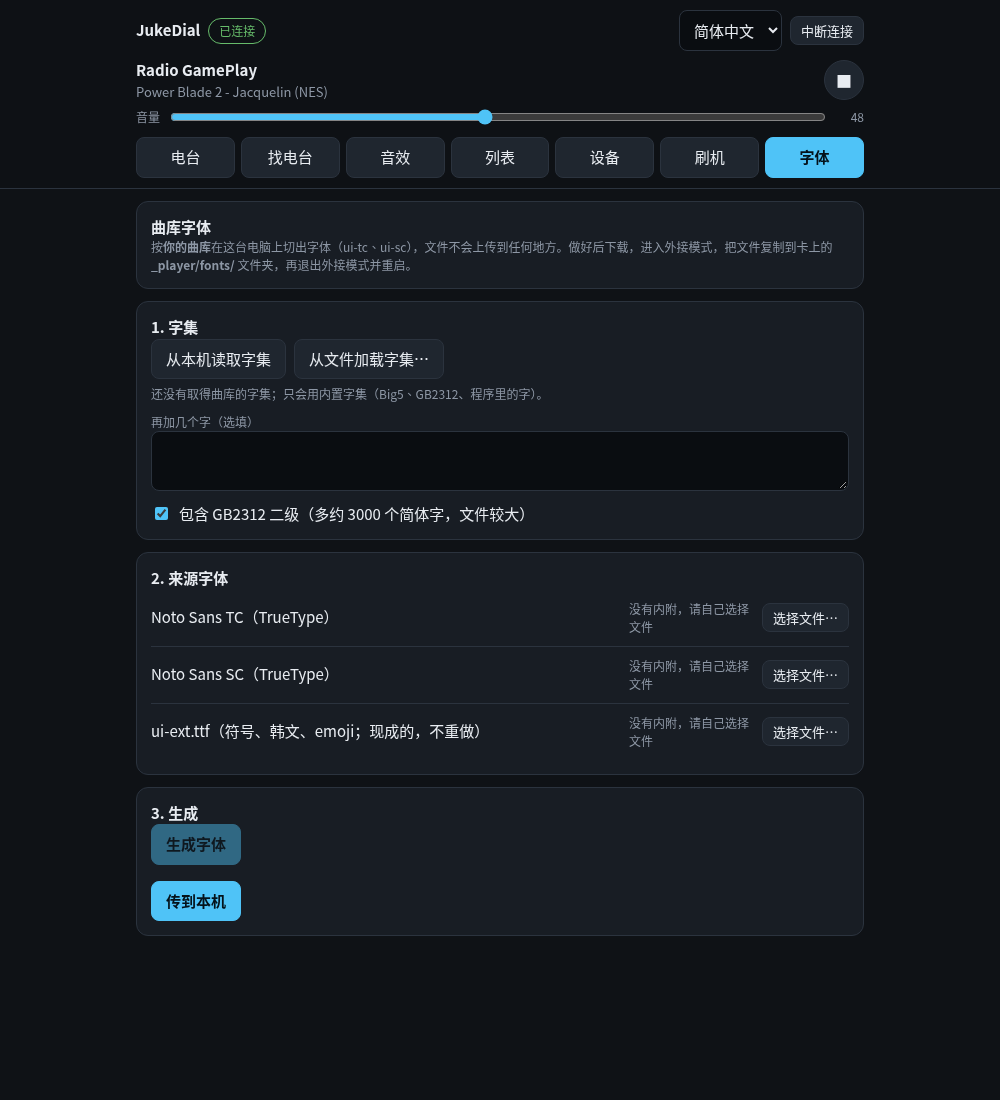 JukeDial 已连接 简体中文 中断连接
Radio GamePlay
Power Blade 2 - Jacquelin (NES)
音量 48
电台 找电台 音效 列表 设备 刷机 字体
曲库字体
按你的曲库在这台电脑上切出字体（ui-tc、ui-sc），文件不会上传到任何地方。做好后下载，进入外接模式，把文件复制到卡上的
_player/fonts/ 文件夹，再退出外接模式并重启。
1. 字集
从本机读取字集 从文件加载字集…
还没有取得曲库的字集；只会用内置字集（Big5、GB2312、程序里的字）。
再加几个字（选填）
包含 GB2312 二级（多约 3000 个简体字，文件较大）
2. 来源字体
Noto Sans TC（TrueType） 没有内附，请自己选择文件 选择文件…
Noto Sans SC（TrueType） 没有内附，请自己选择文件 选择文件…
ui-ext.ttf（符号、韩文、emoji；现成的，不重做） 没有内附，请自己选择文件 选择文件…
3. 生成
生成字体
传到本机